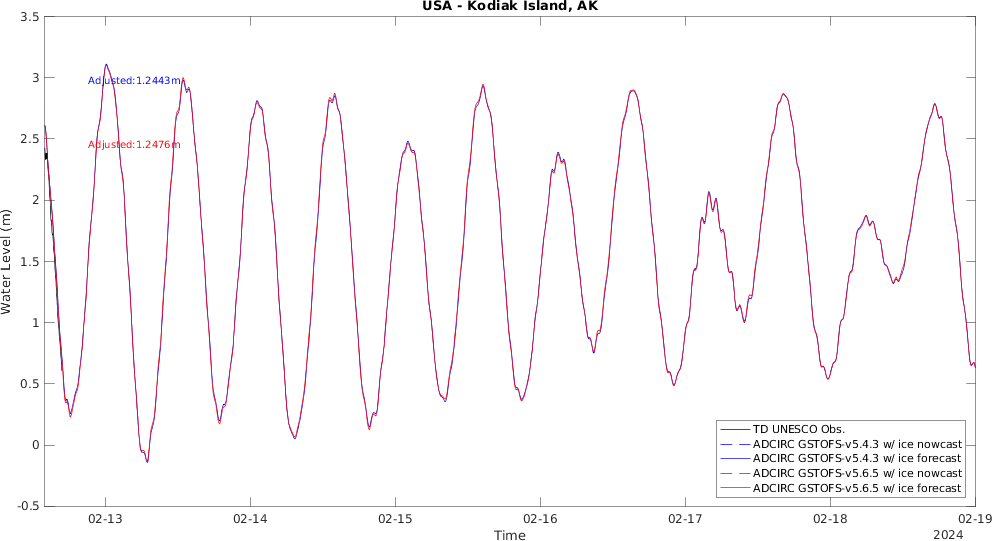 USA - Kodiak Island, AK
3.5
3
2.5
2
1.5
1
0.5
0
-0.5
Water Level (m)
Adjusted:1.2443m
Adjusted:1.2476m
TD UNESCO Obs.
ADCIRC GSTOFS-v5.4.3 w/ ice nowcast
ADCIRC GSTOFS-v5.4.3 w/ ice forecast
ADCIRC GSTOFS-v5.6.5 w/ ice nowcast
ADCIRC GSTOFS-v5.6.5 w/ ice forecast
02-13 02-14 02-15 02-16 02-17 02-18 02-19
Time
2024